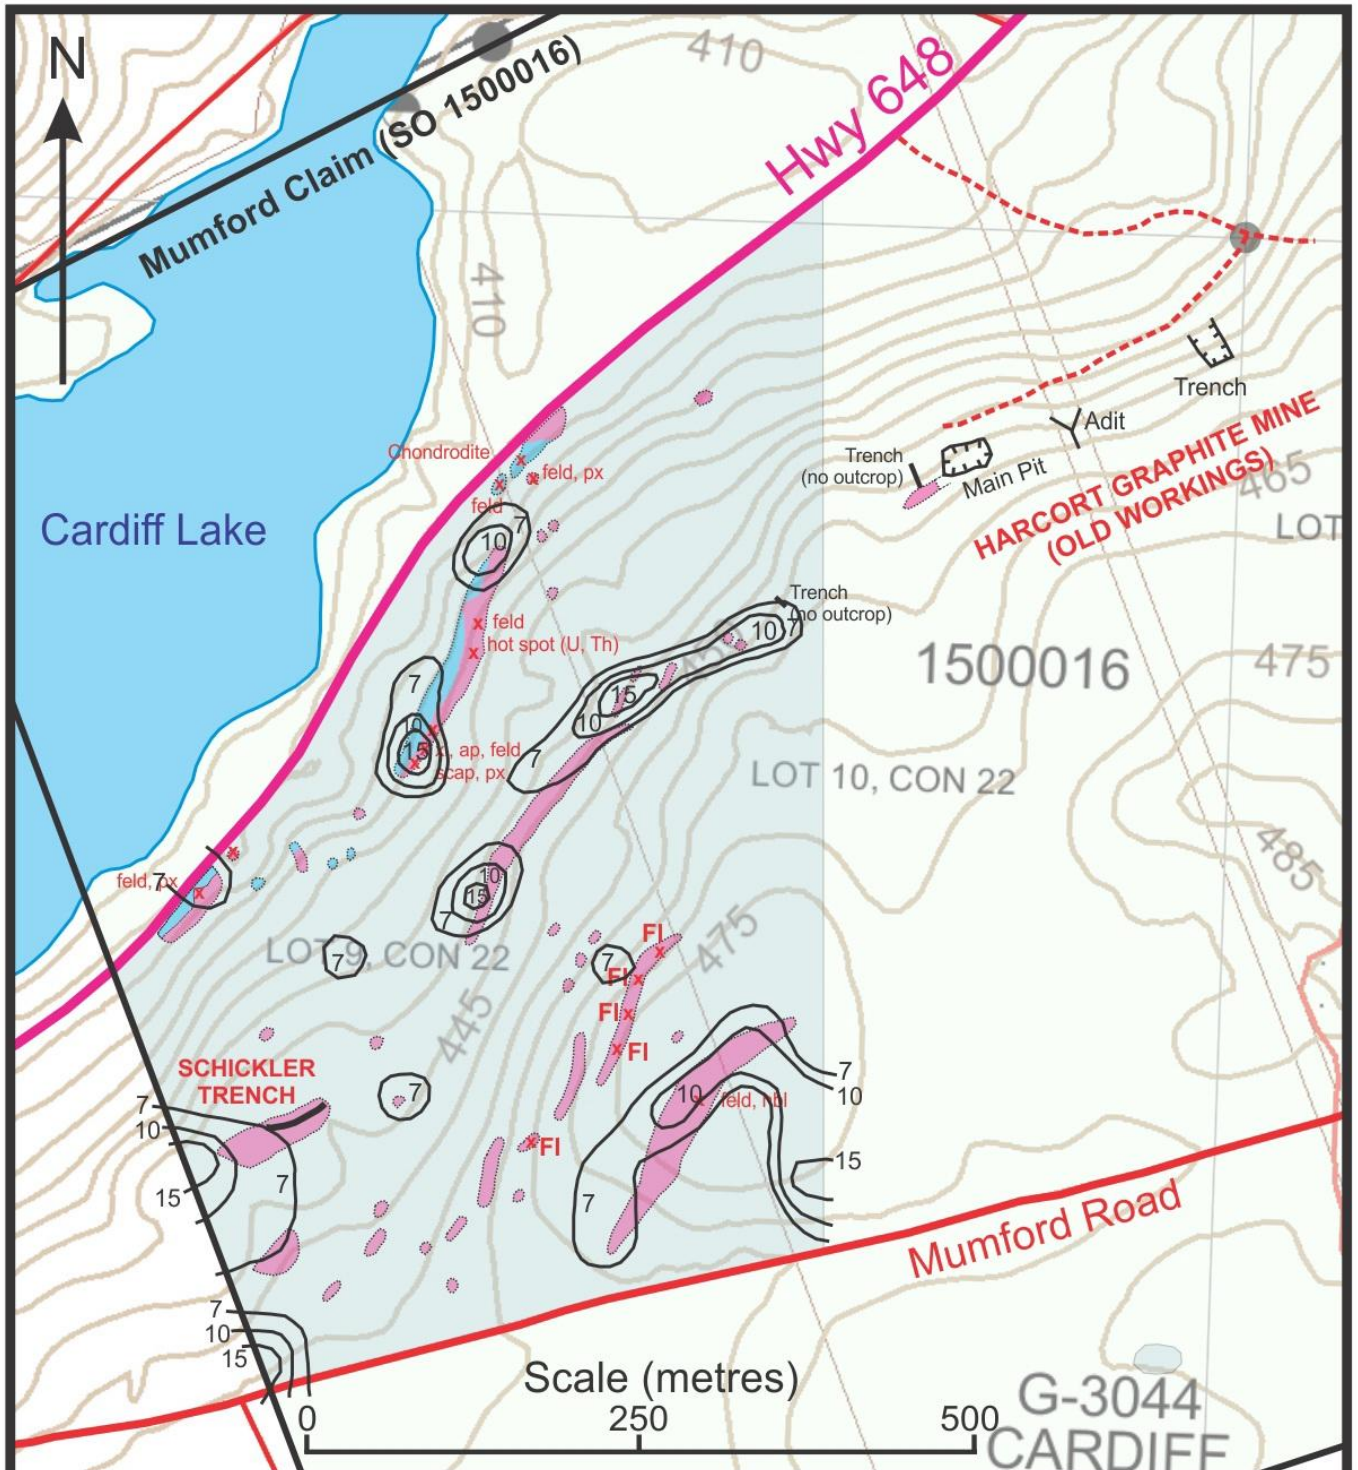 N
410
Hwy 648
Mumford Claim (SO 1500016)
410
Trench
Adit
Chondrodite
Trench
(no outcrop)
Main Pit
HARCORT GRAPHITE MINE
(OLD WORKINGS)
465
LOT
feld, px
feld
Cardiff Lake
7
10
Trench
(no outcrop)
feld
hot spot (U, Th)
10
7
1500016
475
7
15
10
10
15
ap, feld
scap, px
7
LOT 10, CON 22
485
feld, px
7
10
15
7
475
LOT 9, CON 22
7
7
Fl
Fl
Fl
Fl
445
SCHICKLER
TRENCH
7
10
15
7
7
10
feld, hbl
7
10
15
Fl
7
Mumford Road
7
10
15
Scale (metres)
0
250
500
G-3044
CARDIFF